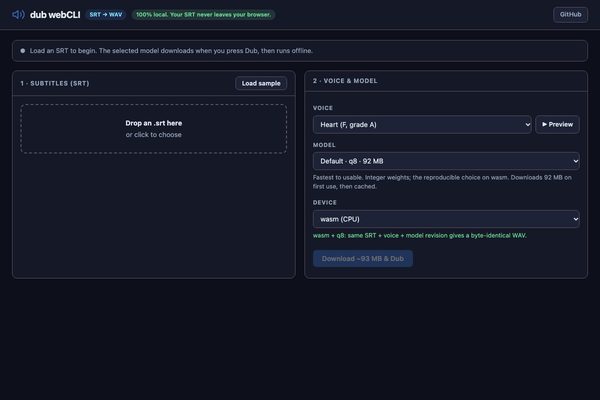 dub webCLI
SRT → WAV
100% local. Your SRT never leaves your browser.
GitHub
Load an SRT to begin. The selected model downloads when you press Dub, then runs offline.
1 · SUBTITLES (SRT)
Load sample
Drop an .srt here
or click to choose
2 · VOICE & MODEL
VOICE
Heart (F, grade A)
▶ Preview
MODEL
Default · q8 · 92 MB
Fastest to usable. Integer weights; the reproducible choice on wasm. Downloads 92 MB on
first use, then cached.
DEVICE
wasm (CPU)
wasm + q8: same SRT + voice + model revision gives a byte-identical WAV.
Download ~93 MB & Dub